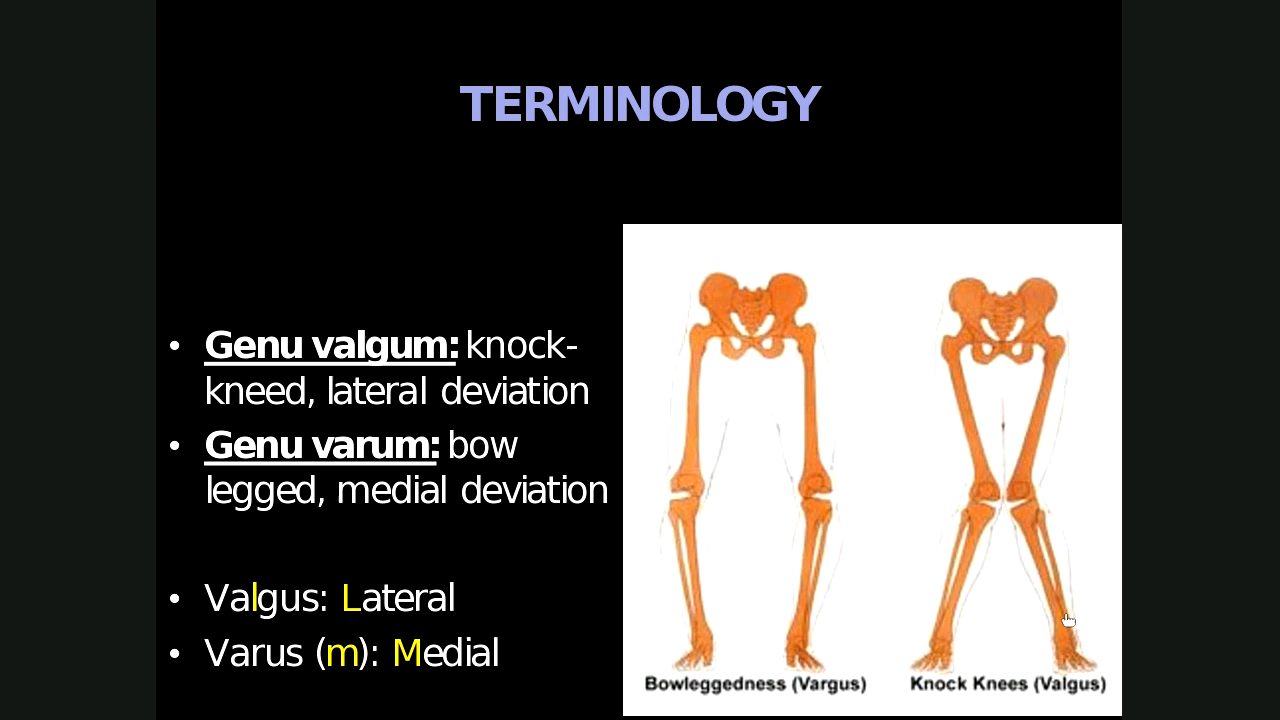 TERMINOLOGY
• Genu valgum: knock-
kneed, lateral deviation
• Genu varum: bow
legged, medial deviation
• Valgus: Lateral
• Varus (m): Medial
Bowleggedness (Vargus)
Knock Knees (Valgus)